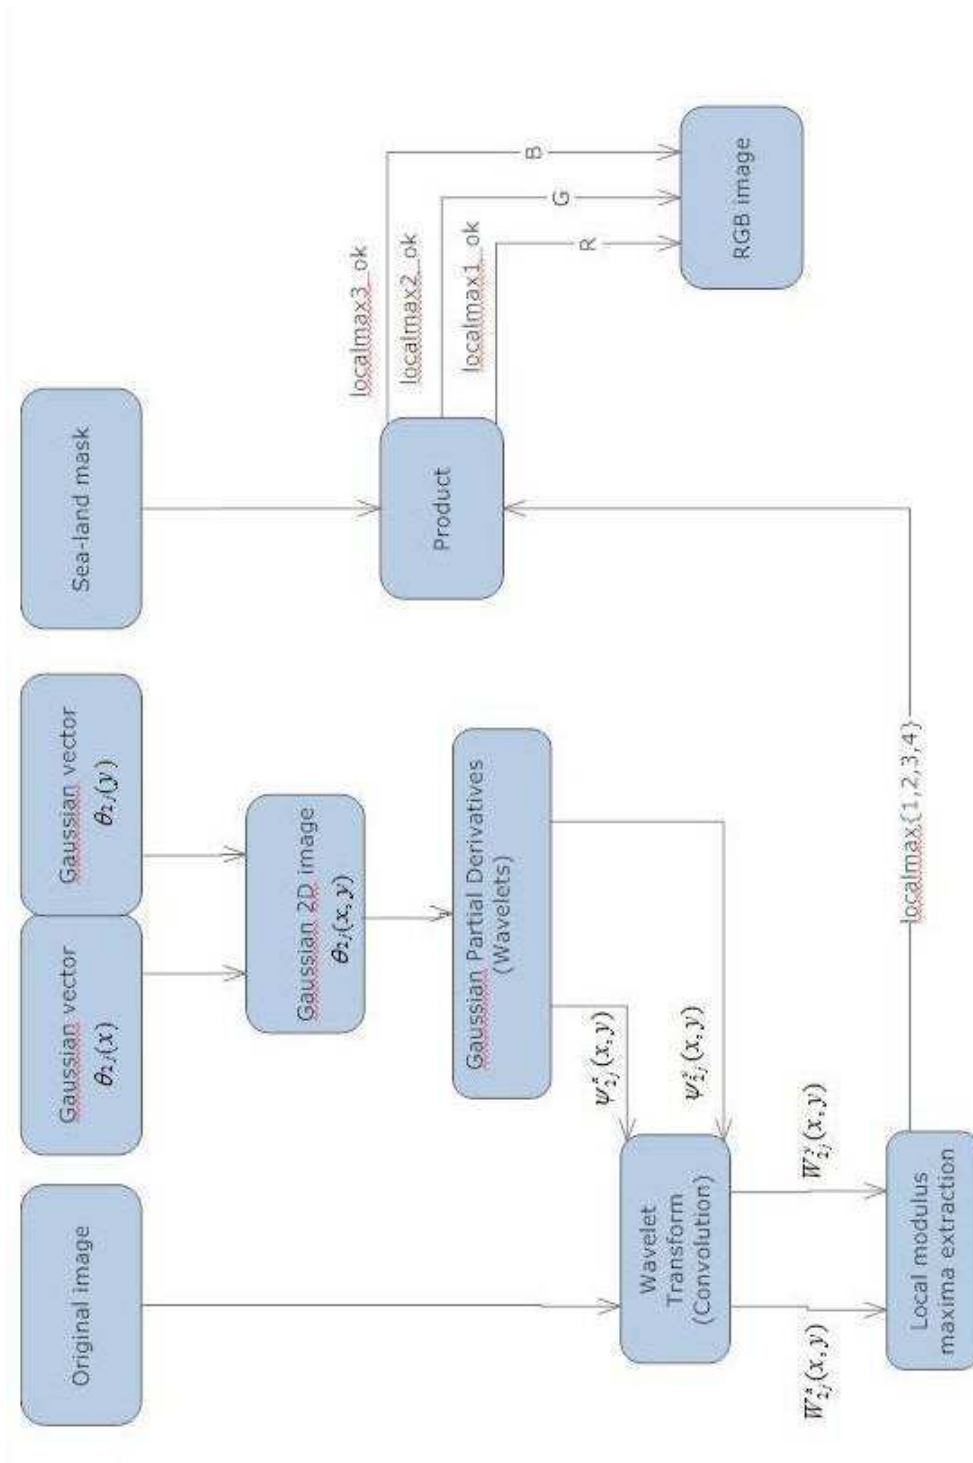 Original image
Gaussian vector
θ₂ⱼ(x)
Gaussian vector
θ₂ⱼ(y)
Sea-land mask
Gaussian 2D image
θ₂ⱼ(x,y)
Gaussian Partial Derivatives
(Wavelets)
(x,y)
(x,y)
Wavelet
Transform
(Convolution)
(x,y)
(x,y)
Local modulus
maxima extraction
localmax{1,2,3,4}
Product
localmax3_ok
localmax2_ok
localmax1_ok
B
G
R
RGB image